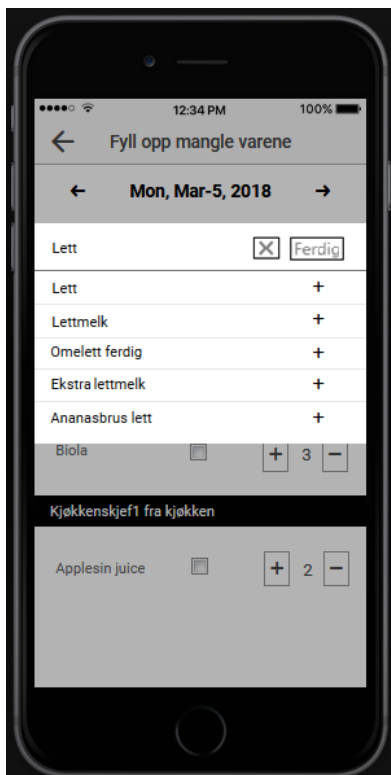 12:34 PM 100%
Fyll opp mangle varene
← Mon, Mar-5, 2018 →
Lett Ferdig
Lett +
Lettmelk +
Omelett ferdig +
Ekstra lettmelk +
Ananasbrus lett +
Biola + 3 −
Kjøkkenskjef1 fra kjøkken
Applesin juice + 2 −